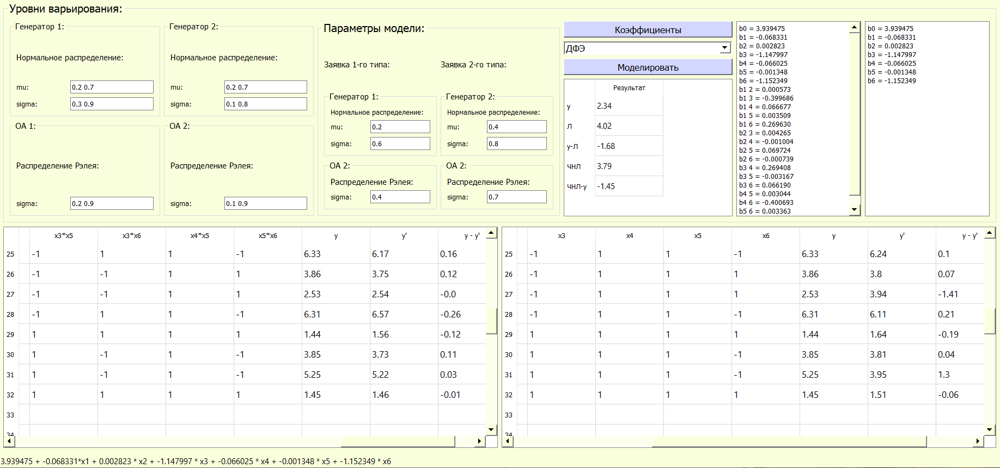 Уровни варьирования:
Генератор 1:
Нормальное распределение:
mu: 0.2 0.7
sigma: 0.3 0.9
Генератор 2:
Нормальное распределение:
mu: 0.2 0.7
sigma: 0.1 0.8
ОА 1:
Распределение Рэлея:
sigma: 0.2 0.9
ОА 2:
Распределение Рэлея:
sigma: 0.1 0.9
Параметры модели:
Заявка 1-го типа:
Генератор 1:
Нормальное распределение:
mu: 0.2
sigma: 0.6
ОА 2:
Распределение Рэлея:
sigma: 0.4
Заявка 2-го типа:
Генератор 2:
Нормальное распределение:
mu: 0.4
sigma: 0.8
ОА 2:
Распределение Рэлея:
sigma: 0.7
Коэффициенты
ДФЭ
Моделировать
Результат
у 2.34
Л 4.02
у-Л -1.68
ЧНЛ 3.79
ЧНЛ-у -1.45
b0 = 3.939475
b1 = -0.068331
b2 = 0.002823
b3 = -1.147997
b4 = -0.066025
b5 = -0.001348
b6 = -1.152349
b1 2 = 0.000573
b1 3 = -0.399686
b1 4 = 0.066677
b1 5 = 0.003509
b1 6 = 0.269630
b2 3 = 0.004265
b2 4 = -0.001004
b2 5 = 0.069724
b2 6 = -0.000739
b3 4 = 0.269408
b3 5 = -0.003167
b3 6 = 0.066190
b4 5 = 0.003044
b4 6 = -0.400693
b5 6 = 0.003363
b0 = 3.939475
b1 = -0.068331
b2 = 0.002823
b3 = -1.147997
b4 = -0.066025
b5 = -0.001348
b6 = -1.152349
x3*x5 x3*x6 x4*x5 x5*x6 y y' y - y'
25 -1 1 1 -1 6.33 6.17 0.16
26 -1 -1 1 1 3.86 3.75 0.12
27 -1 -1 1 1 2.53 2.54 -0.0
28 -1 1 1 -1 6.31 6.57 -0.26
29 1 1 1 1 1.44 1.56 -0.12
30 1 -1 1 -1 3.85 3.73 0.11
31 1 -1 1 -1 5.25 5.22 0.03
32 1 1 1 1 1.45 1.46 -0.01
33
34
x3 x4 x5 x6 y y' y - y'
25 -1 1 1 -1 6.33 6.24 0.1
26 -1 1 1 1 3.86 3.8 0.07
27 -1 1 1 1 2.53 3.94 -1.41
28 -1 1 1 -1 6.31 6.11 0.21
29 1 1 1 1 1.44 1.64 -0.19
30 1 1 1 -1 3.85 3.81 0.04
31 1 1 1 -1 5.25 3.95 1.3
32 1 1 1 1 1.45 1.51 -0.06
33
34
3.939475 + -0.068331*x1 + 0.002823 * x2 + -1.147997 * x3 + -0.066025 * x4 + -0.001348 * x5 + -1.152349 * x6